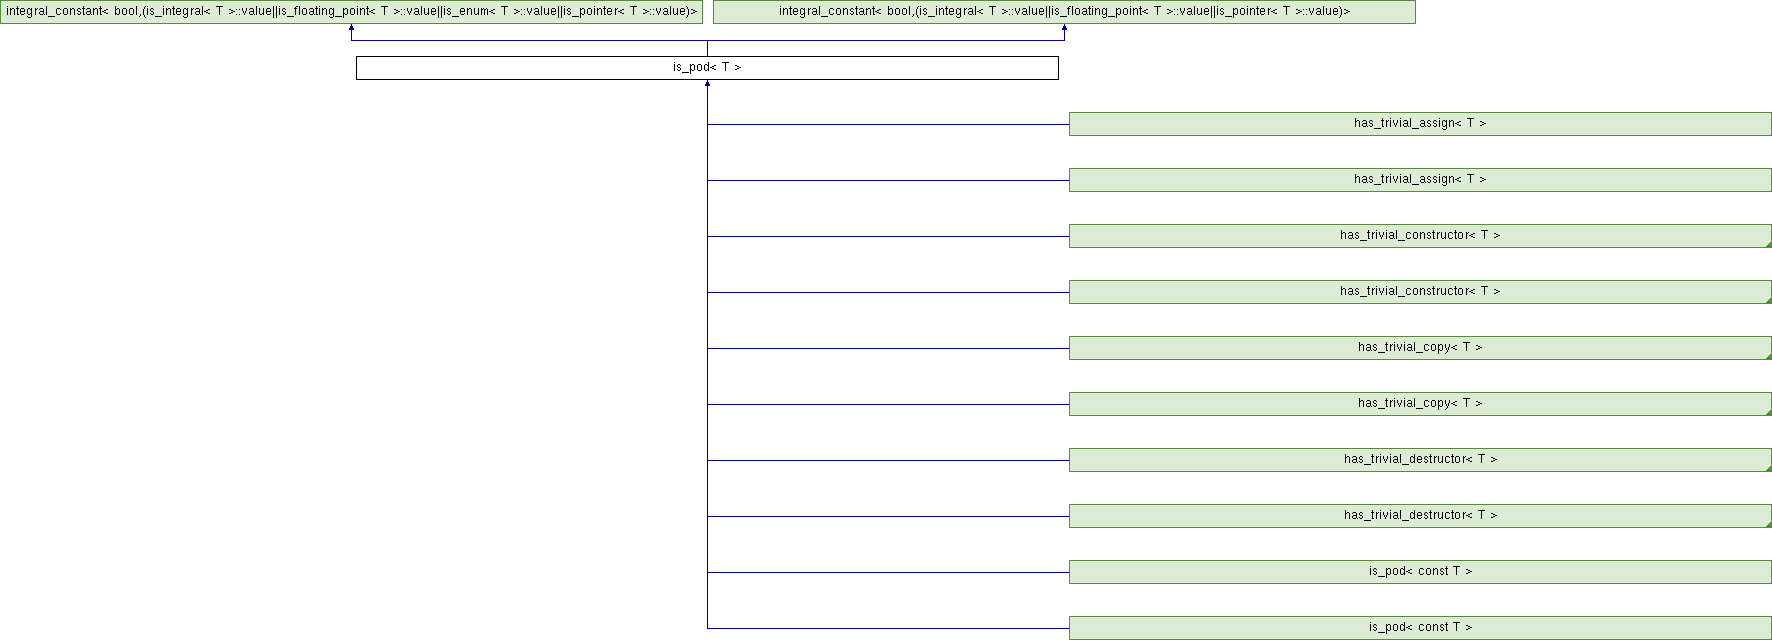 integral_constant< bool,(is_integral< T >::value||is_floating_point< T >::value||is_enum< T >::value||is_pointer< T >::value)>
integral_constant< bool,(is_integral< T >::value||is_floating_point< T >::value||is_pointer< T >::value)>
is_pod< T >
has_trivial_assign< T >
has_trivial_assign< T >
has_trivial_constructor< T >
has_trivial_constructor< T >
has_trivial_copy< T >
has_trivial_copy< T >
has_trivial_destructor< T >
has_trivial_destructor< T >
is_pod< const T >
is_pod< const T >